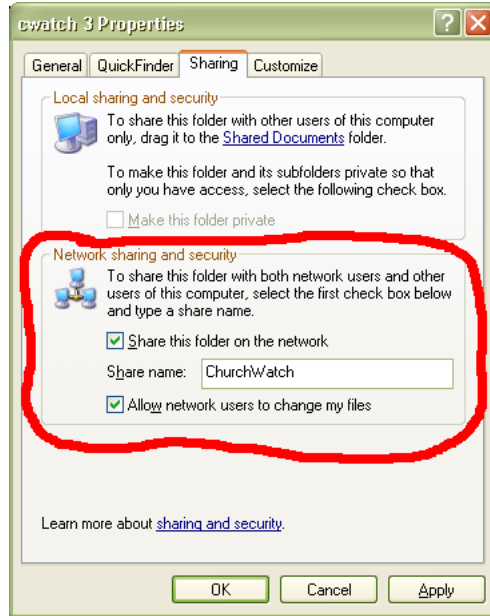 cwatch 3 Properties
General QuickFinder Sharing Customize
Local sharing and security
To share this folder with other users of this computer
only, drag it to the Shared Documents folder.
To make this folder and its subfolders private so that
only you have access, select the following check box.
Make this folder private
Network sharing and security
To share this folder with both network users and other
users of this computer, select the first check box below
and type a share name.
Share this folder on the network
Share name: ChurchWatch
Allow network users to change my files
Learn more about sharing and security.
OK Cancel Apply